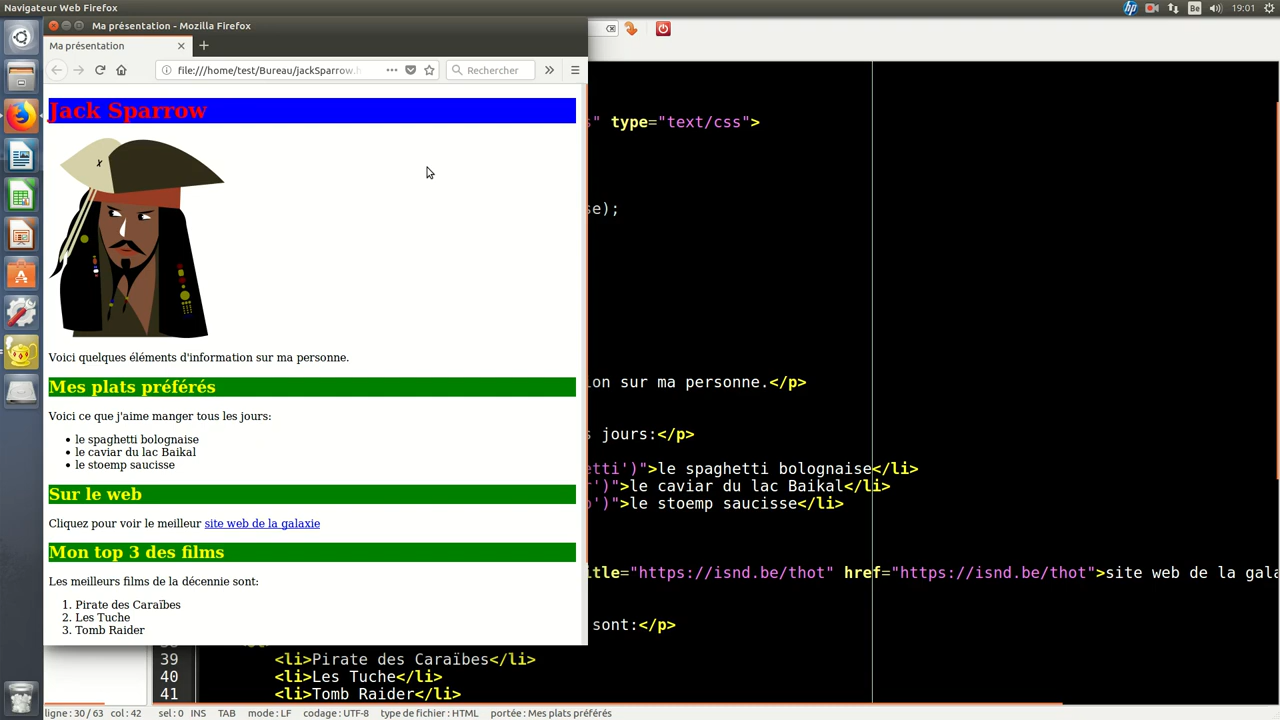 Navigateur Web Firefox
Be
19:01
Ma présentation - Mozilla Firefox
Ma présentation
file:///home/test/Bureau/jackSparrow.h
Rechercher
Jack Sparrow
Voici quelques éléments d'information sur ma personne.
Mes plats préférés
Voici ce que j'aime manger tous les jours:
• le spaghetti bolognaise
• le caviar du lac Baikal
• le stoemp saucisse
Sur le web
Cliquez pour voir le meilleur site web de la galaxie
Mon top 3 des films
Les meilleurs films de la décennie sont:
1. Pirate des Caraïbes
2. Les Tuche
3. Tomb Raider
" type="text/css">
se);
on sur ma personne.</p>
s jours:</p>
etti')">le spaghetti bolognaise</li>
r')">le caviar du lac Baikal</li>
o')">le stoemp saucisse</li>
itle="https://isnd.be/thot" href="https://isnd.be/thot">site web de la gala
sont:</p>
39 <li>Pirate des Caraïbes</li>
40 <li>Les Tuche</li>
41 <li>Tomb Raider</li>
ligne : 30 / 63 col : 42 sel : 0 INS TAB mode : LF codage : UTF-8 type de fichier : HTML portée : Mes plats préférés